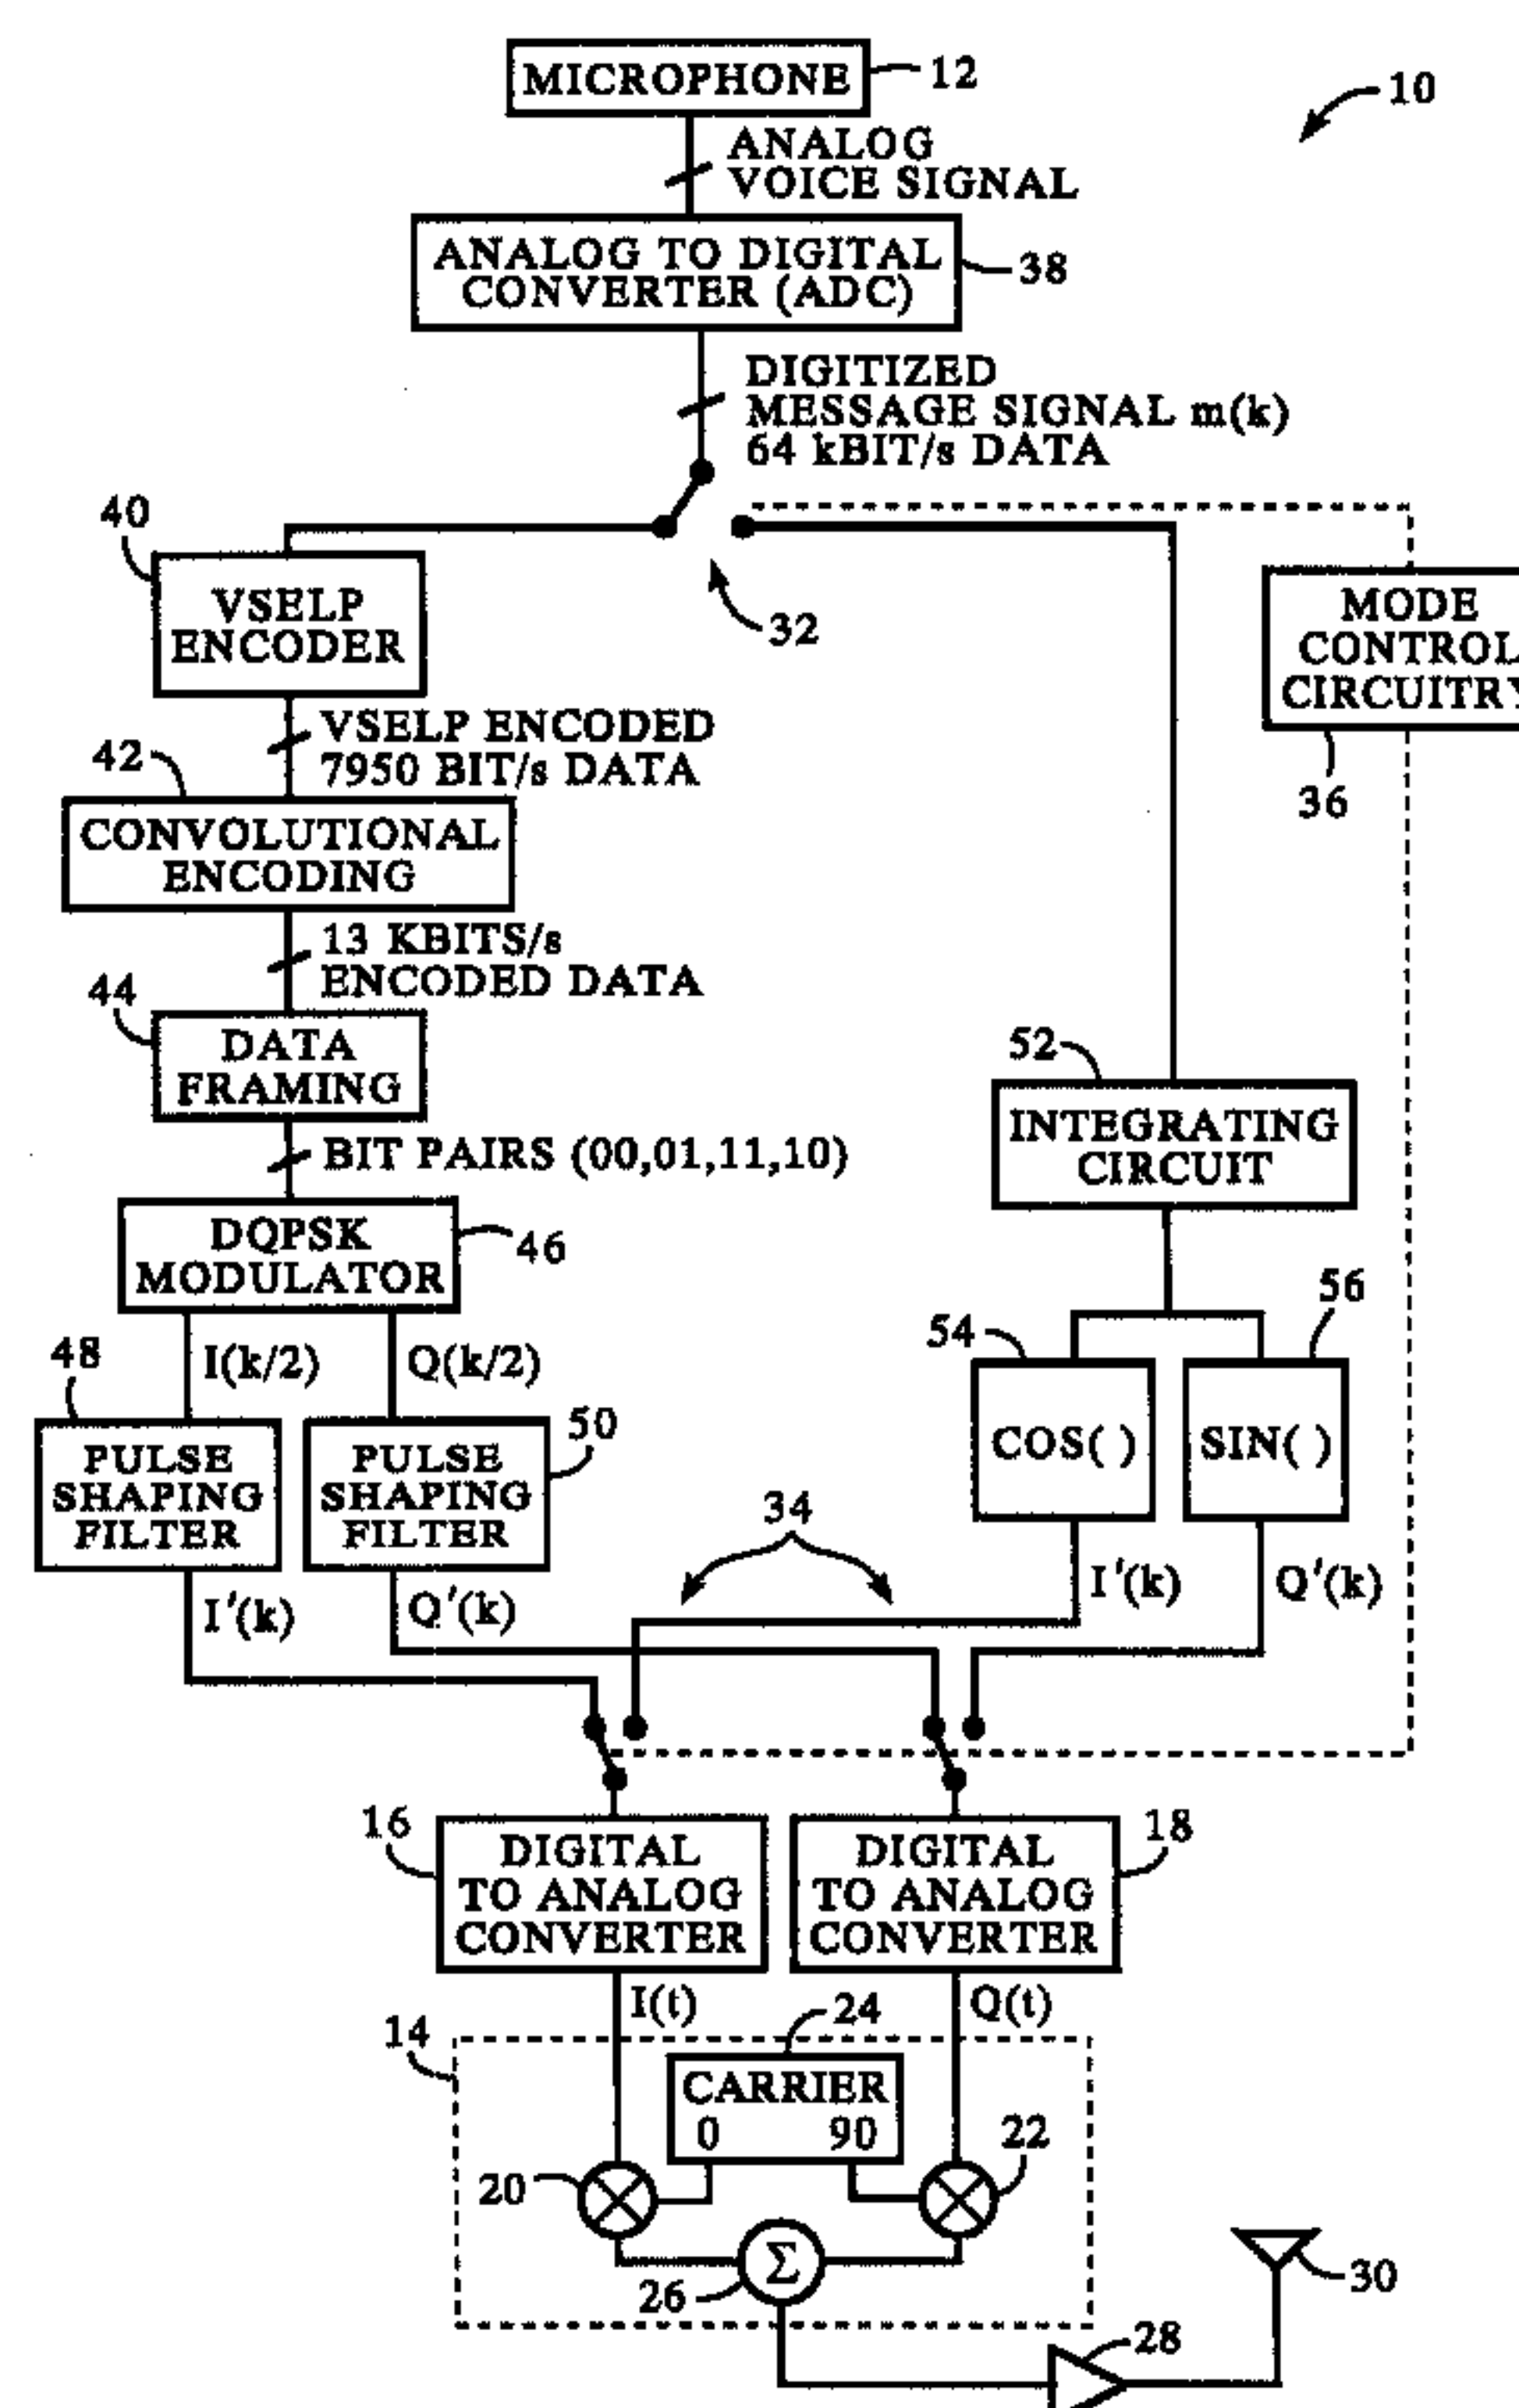 MICROPHONE
12
10
ANALOG
VOICE SIGNAL
ANALOG TO DIGITAL
CONVERTER (ADC)
38
DIGITIZED
MESSAGE SIGNAL m(k)
64 kBIT/s DATA
40
32
VSELP
ENCODER
MODE
CONTROL
CIRCUITRY
36
VSELP ENCODED
7950 BIT/s DATA
42
CONVOLUTIONAL
ENCODING
13 KBITS/s
ENCODED DATA
44
DATA
FRAMING
52
INTEGRATING
CIRCUIT
BIT PAIRS (00,01,11,10)
DQPSK
MODULATOR
46
54
56
48
I(k/2)
Q(k/2)
50
COS( )
SIN( )
PULSE
SHAPING
FILTER
PULSE
SHAPING
FILTER
34
I'(k)
Q'(k)
I'(k)
Q'(k)
16
18
DIGITAL
TO ANALOG
CONVERTER
DIGITAL
TO ANALOG
CONVERTER
I(t)
Q(t)
14
24
CARRIER
0 90
20
22
Σ
26
30
28